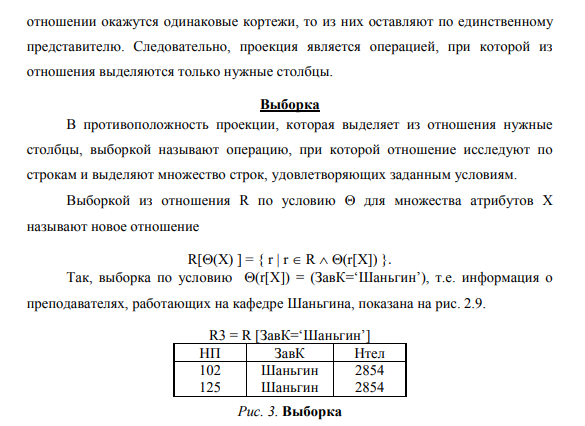 отношении окажутся одинаковые кортежи, то из них оставляют по единственному
представителю. Следовательно, проекция является операцией, при которой из
отношения выделяются только нужные столбцы.
Выборка
В противоположность проекции, которая выделяет из отношения нужные
столбцы, выборкой называют операцию, при которой отношение исследуют по
строкам и выделяют множество строк, удовлетворяющих заданным условиям.
Выборкой из отношения R по условию Θ для множества атрибутов X
называют новое отношение
R[Θ(X) ] = { r | r ∈ R ∧ Θ(r[X]) }.
Так, выборка по условию Θ(r[X]) = (ЗавК=‘Шаньгин’), т.е. информация о
преподавателях, работающих на кафедре Шаньгина, показана на рис. 2.9.
R3 = R [ЗавК=‘Шаньгин’]
НП ЗавК Нтел
102 Шаньгин 2854
125 Шаньгин 2854
Рис. 3. Выборка